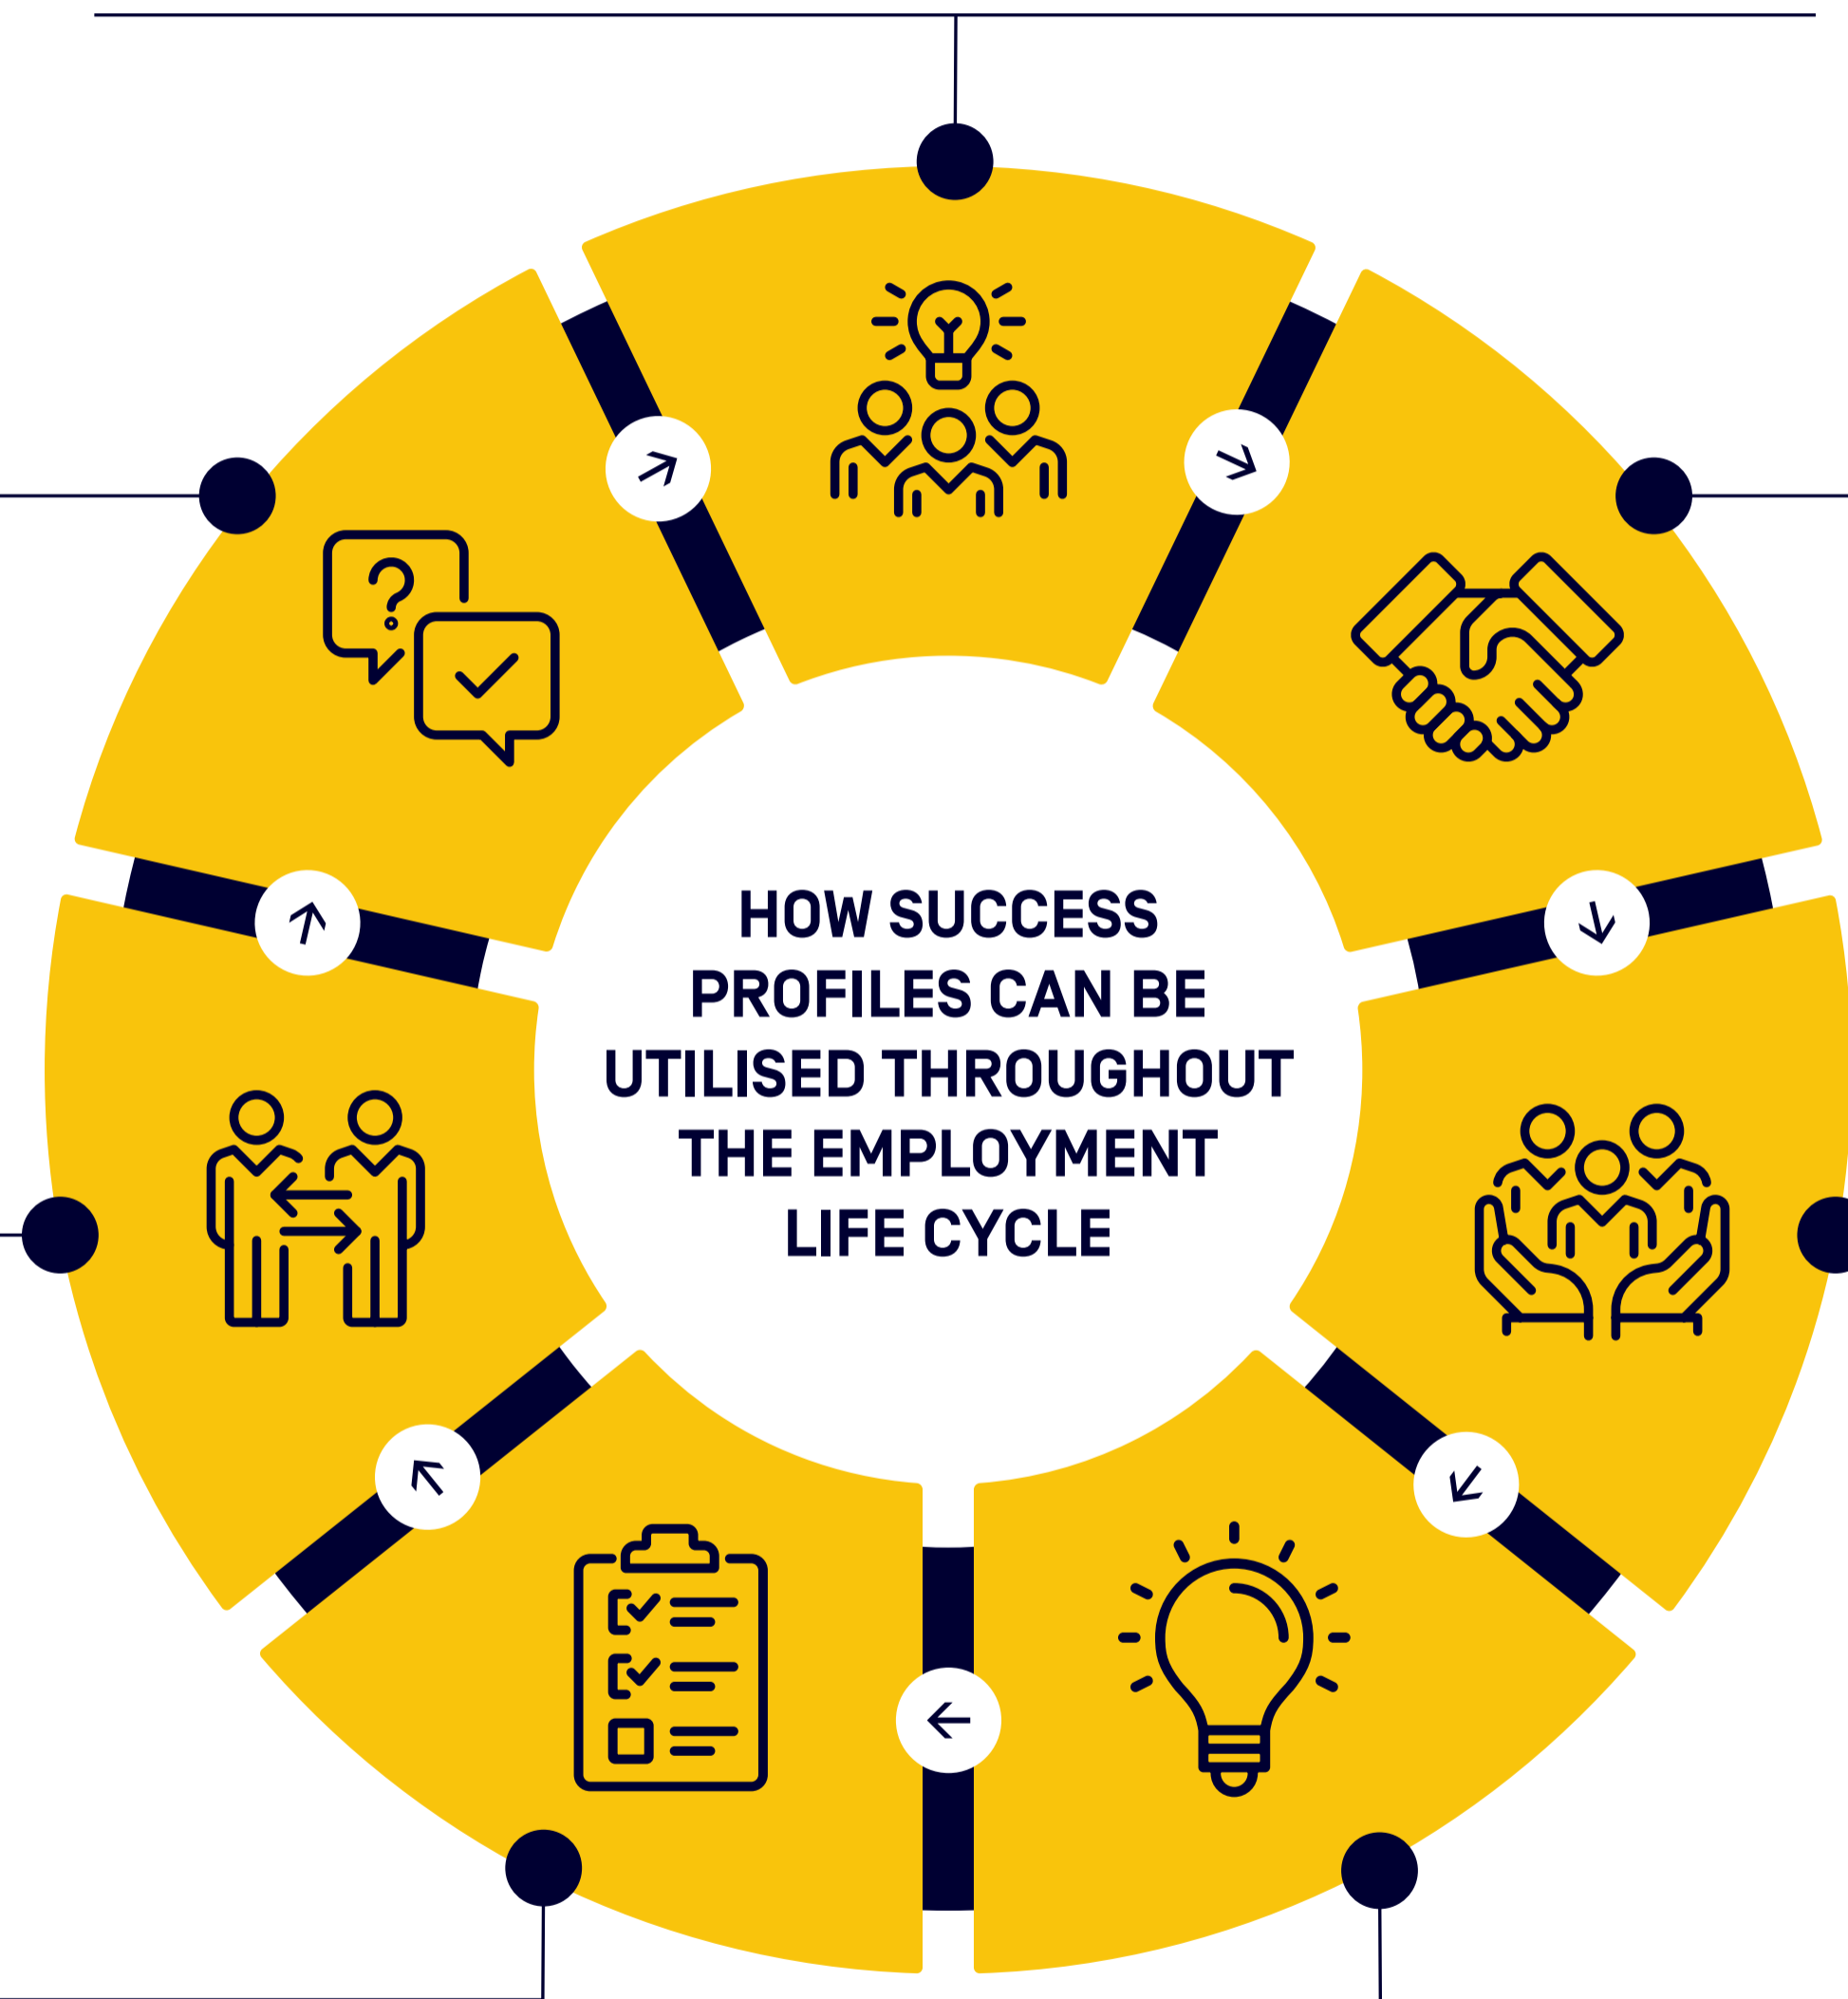 HOW SUCCESS
PROFILES CAN BE
UTILISED THROUGHOUT
THE EMPLOYMENT
LIFE CYCLE